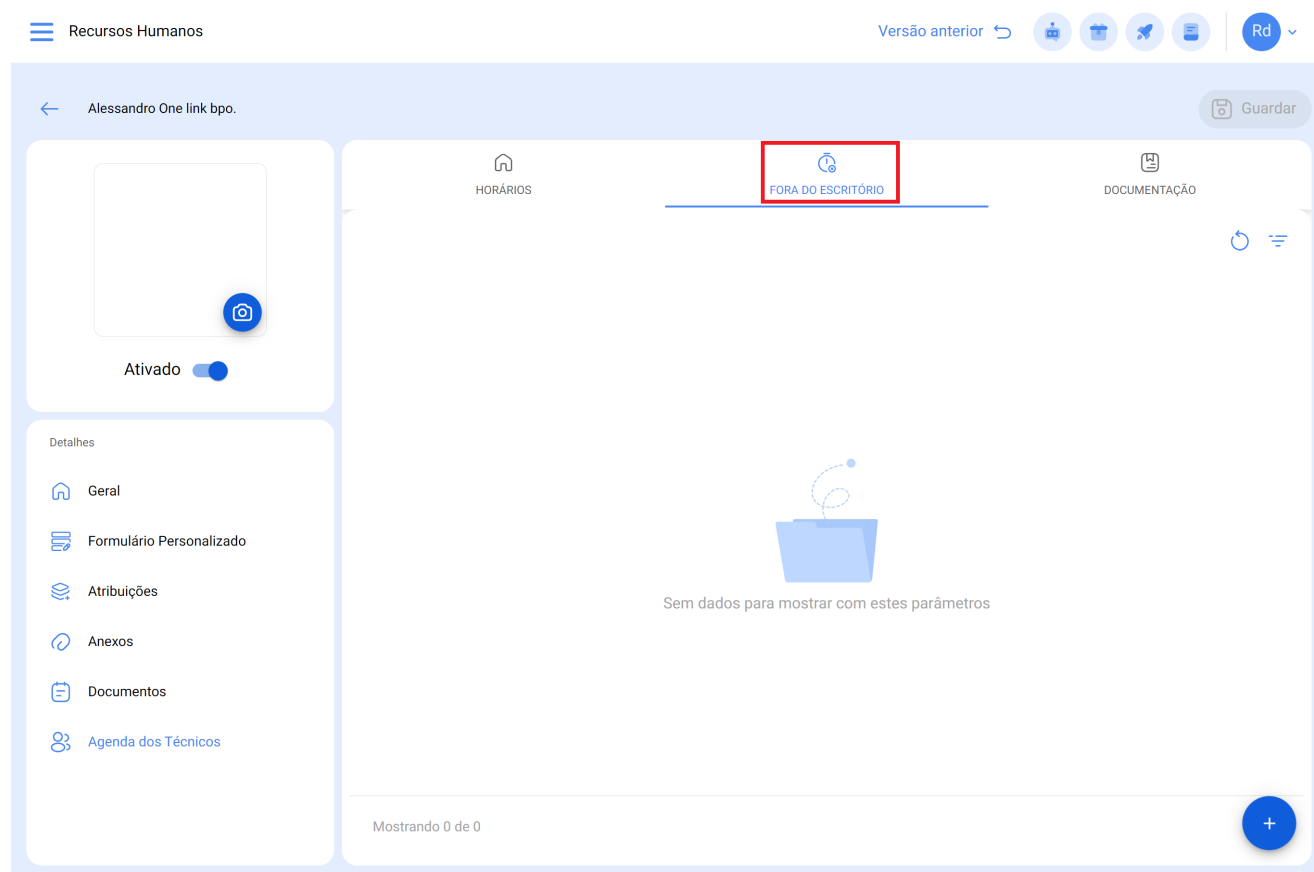 Recursos Humanos
Versão anterior
Rd
Alessandro One link bpo.
Guardar
HORÁRIOS
FORA DO ESCRITÓRIO
DOCUMENTAÇÃO
Ativado
Detalhes
Geral
Formulário Personalizado
Atribuições
Anexos
Documentos
Agenda dos Técnicos
Sem dados para mostrar com estes parâmetros
Mostrando 0 de 0